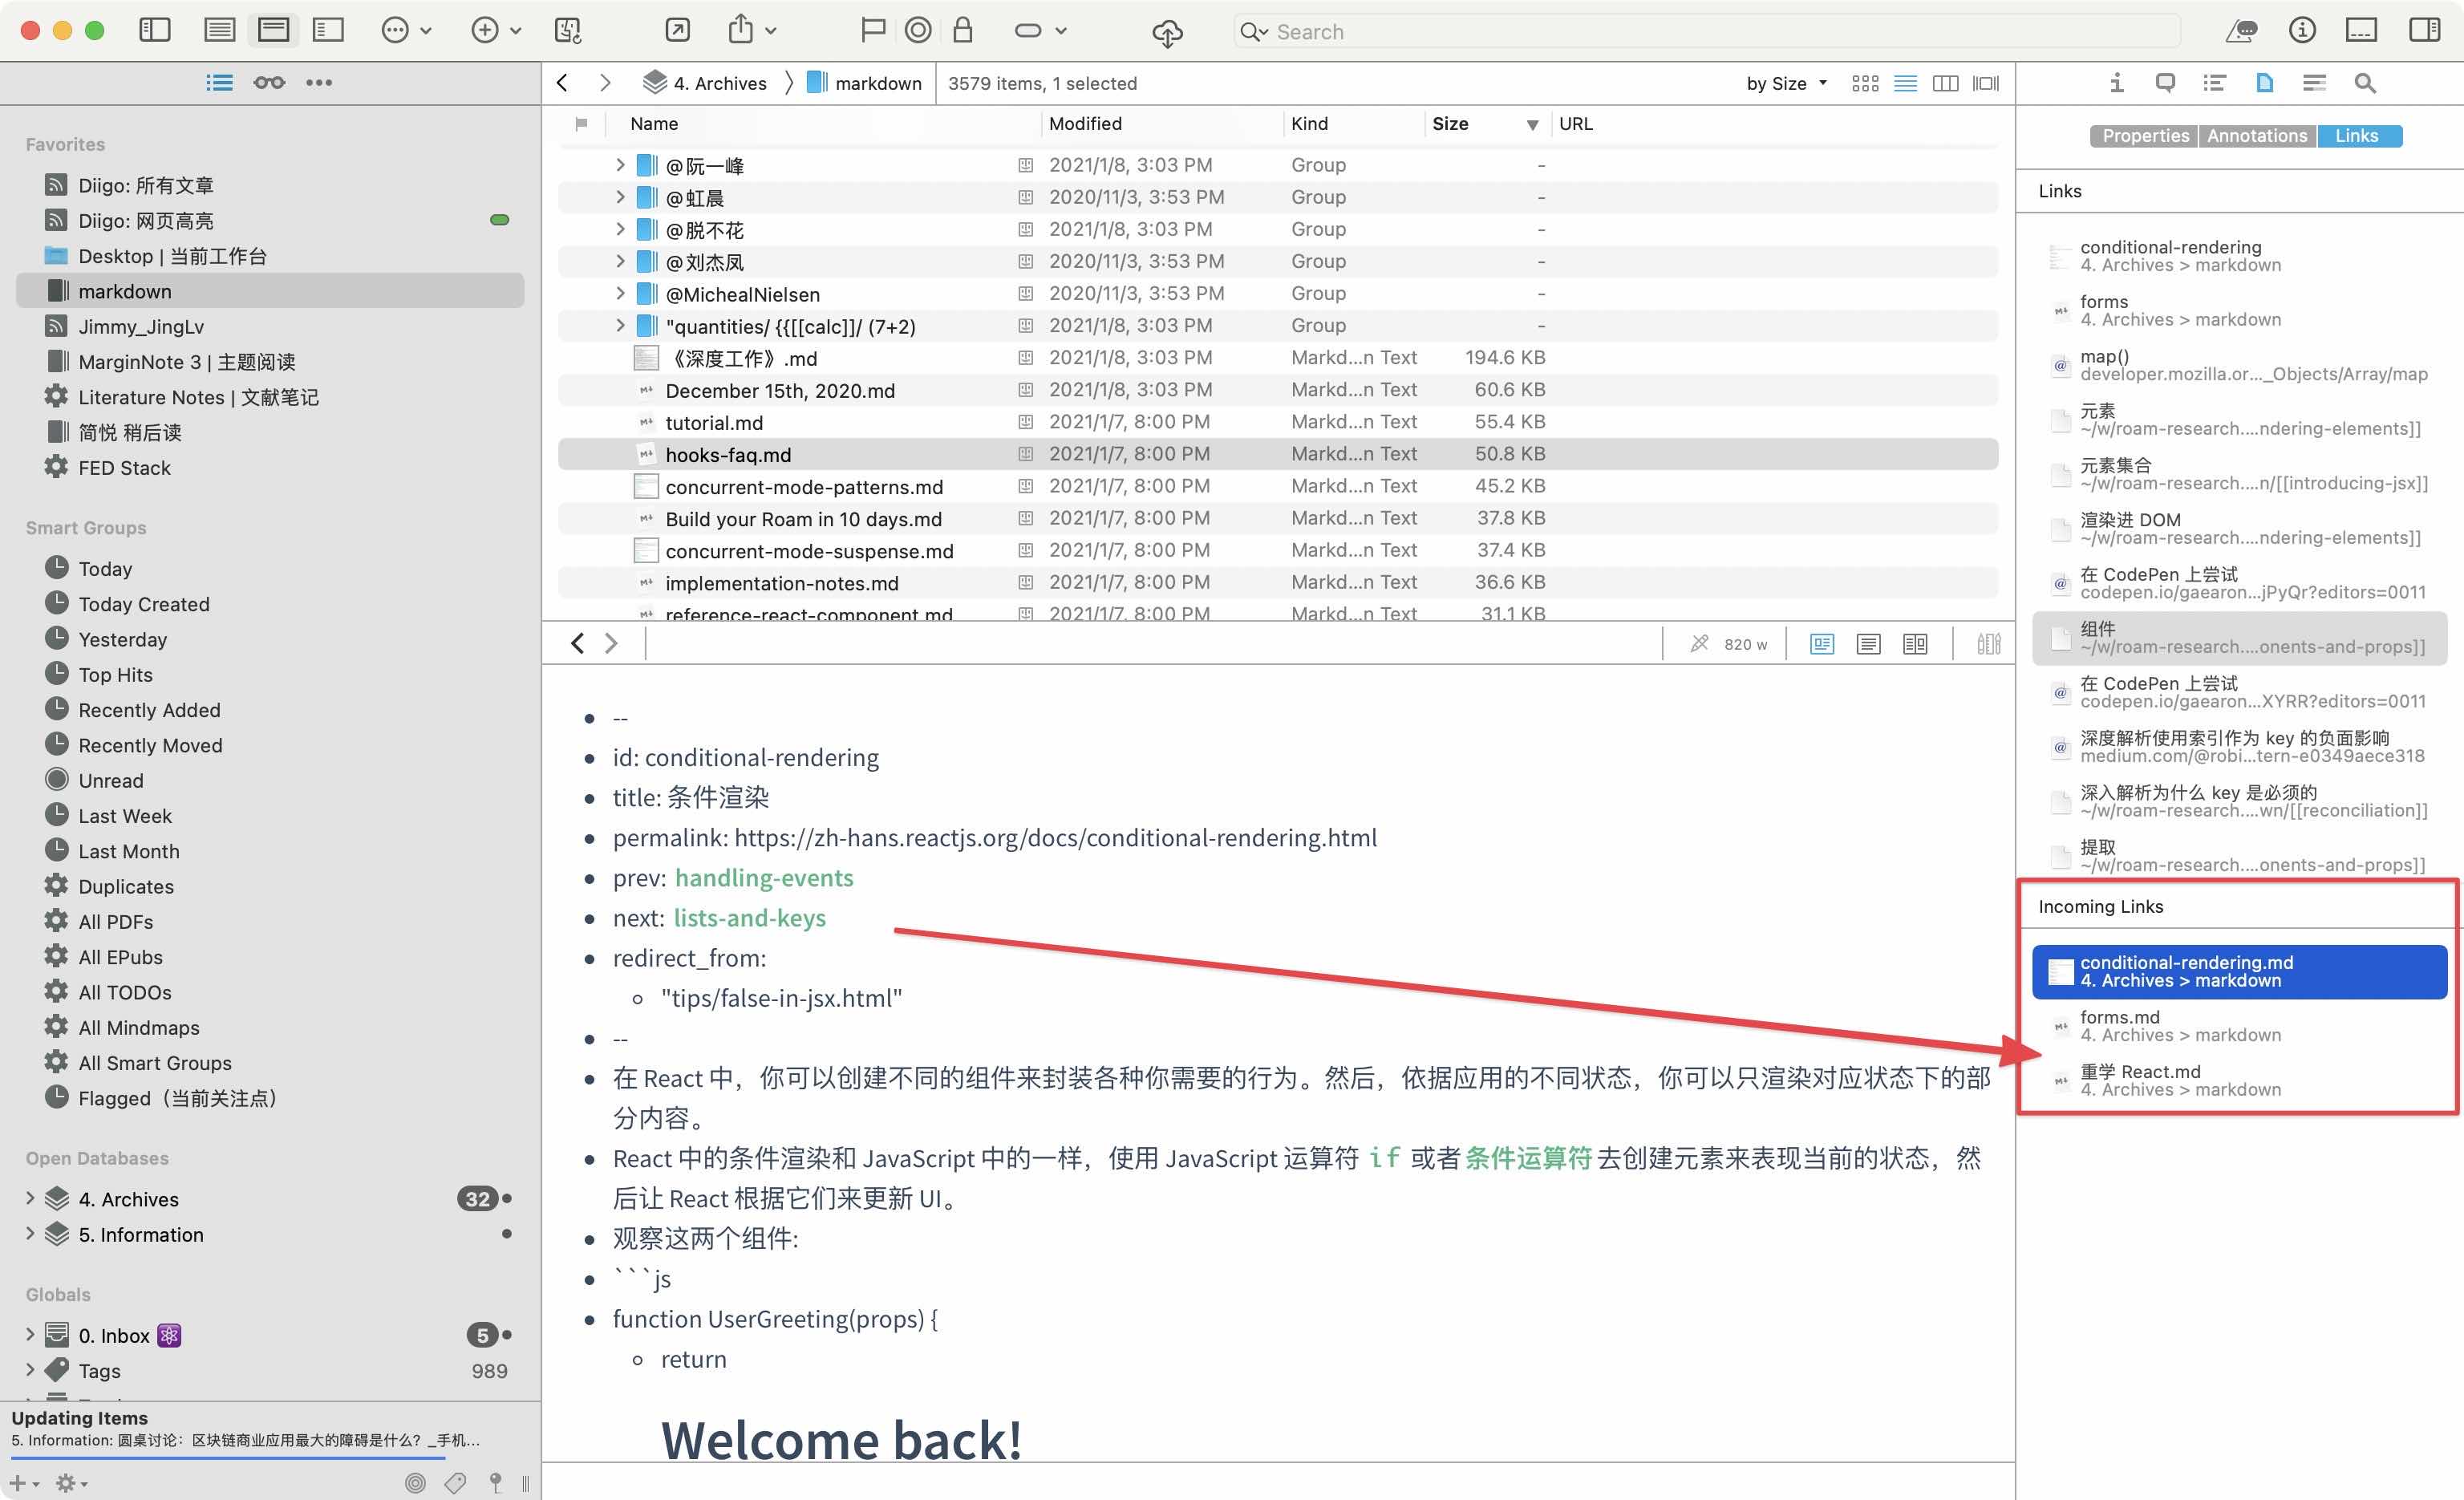 Search
4. Archives
markdown
3579 items, 1 selected
by Size
Favorites
Diigo: 所有文章
Diigo: 网页高亮
Desktop | 当前工作台
markdown
Jimmy_JingLv
MarginNote 3 | 主题阅读
Literature Notes | 文献笔记
简悦 稍后读
FED Stack
Smart Groups
Today
Today Created
Yesterday
Top Hits
Recently Added
Recently Moved
Unread
Last Week
Last Month
Duplicates
All PDFs
All EPubs
All TODOs
All Mindmaps
All Smart Groups
Flagged（当前关注点）
Open Databases
4. Archives 32
5. Information
Globals
0. Inbox 5
Tags 989
Updating Items
5. Information: 圆桌讨论：区块链商业应用最大的障碍是什么？_手机...
Name Modified Kind Size URL
@阮一峰 2021/1/8, 3:03 PM Group -
@虹晨 2020/11/3, 3:53 PM Group -
@脱不花 2021/1/8, 3:03 PM Group -
@刘杰凤 2020/11/3, 3:53 PM Group -
@MichealNielsen 2020/11/3, 3:53 PM Group -
"quantities/ {{[[calc]]/ (7+2) 2021/1/8, 3:03 PM Group -
《深度工作》.md 2021/1/8, 3:03 PM Markd...n Text 194.6 KB
December 15th, 2020.md 2021/1/8, 3:03 PM Markd...n Text 60.6 KB
tutorial.md 2021/1/7, 8:00 PM Markd...n Text 55.4 KB
hooks-faq.md 2021/1/7, 8:00 PM Markd...n Text 50.8 KB
concurrent-mode-patterns.md 2021/1/7, 8:00 PM Markd...n Text 45.2 KB
Build your Roam in 10 days.md 2021/1/7, 8:00 PM Markd...n Text 37.8 KB
concurrent-mode-suspense.md 2021/1/7, 8:00 PM Markd...n Text 37.4 KB
implementation-notes.md 2021/1/7, 8:00 PM Markd...n Text 36.6 KB
reference-react-component.md 2021/1/7, 8:00 PM Markd...n Text 31.1 KB
820 w
• --
• id: conditional-rendering
• title: 条件渲染
• permalink: https://zh-hans.reactjs.org/docs/conditional-rendering.html
• prev: handling-events
• next: lists-and-keys
• redirect_from:
◦ "tips/false-in-jsx.html"
• --
• 在 React 中，你可以创建不同的组件来封装各种你需要的行为。然后，依据应用的不同状态，你可以只渲染对应状态下的部
分内容。
• React 中的条件渲染和 JavaScript 中的一样，使用 JavaScript 运算符 if 或者条件运算符去创建元素来表现当前的状态，然
后让 React 根据它们来更新 UI。
• 观察这两个组件:
• ```js
• function UserGreeting(props) {
◦ return
Welcome back!
Properties Annotations Links
Links
conditional-rendering
4. Archives > markdown
forms
4. Archives > markdown
map()
developer.mozilla.or..._Objects/Array/map
元素
~/w/roam-research....ndering-elements]]
元素集合
~/w/roam-research....n/[[introducing-jsx]]
渲染进 DOM
~/w/roam-research....ndering-elements]]
在 CodePen 上尝试
codepen.io/gaearon...jPyQr?editors=0011
组件
~/w/roam-research....onents-and-props]]
在 CodePen 上尝试
codepen.io/gaearon...XYRR?editors=0011
深度解析使用索引作为 key 的负面影响
medium.com/@robi...tern-e0349aece318
深入解析为什么 key 是必须的
~/w/roam-research....wn/[[reconciliation]]
提取
~/w/roam-research....onents-and-props]]
Incoming Links
conditional-rendering.md
4. Archives > markdown
forms.md
4. Archives > markdown
重学 React.md
4. Archives > markdown